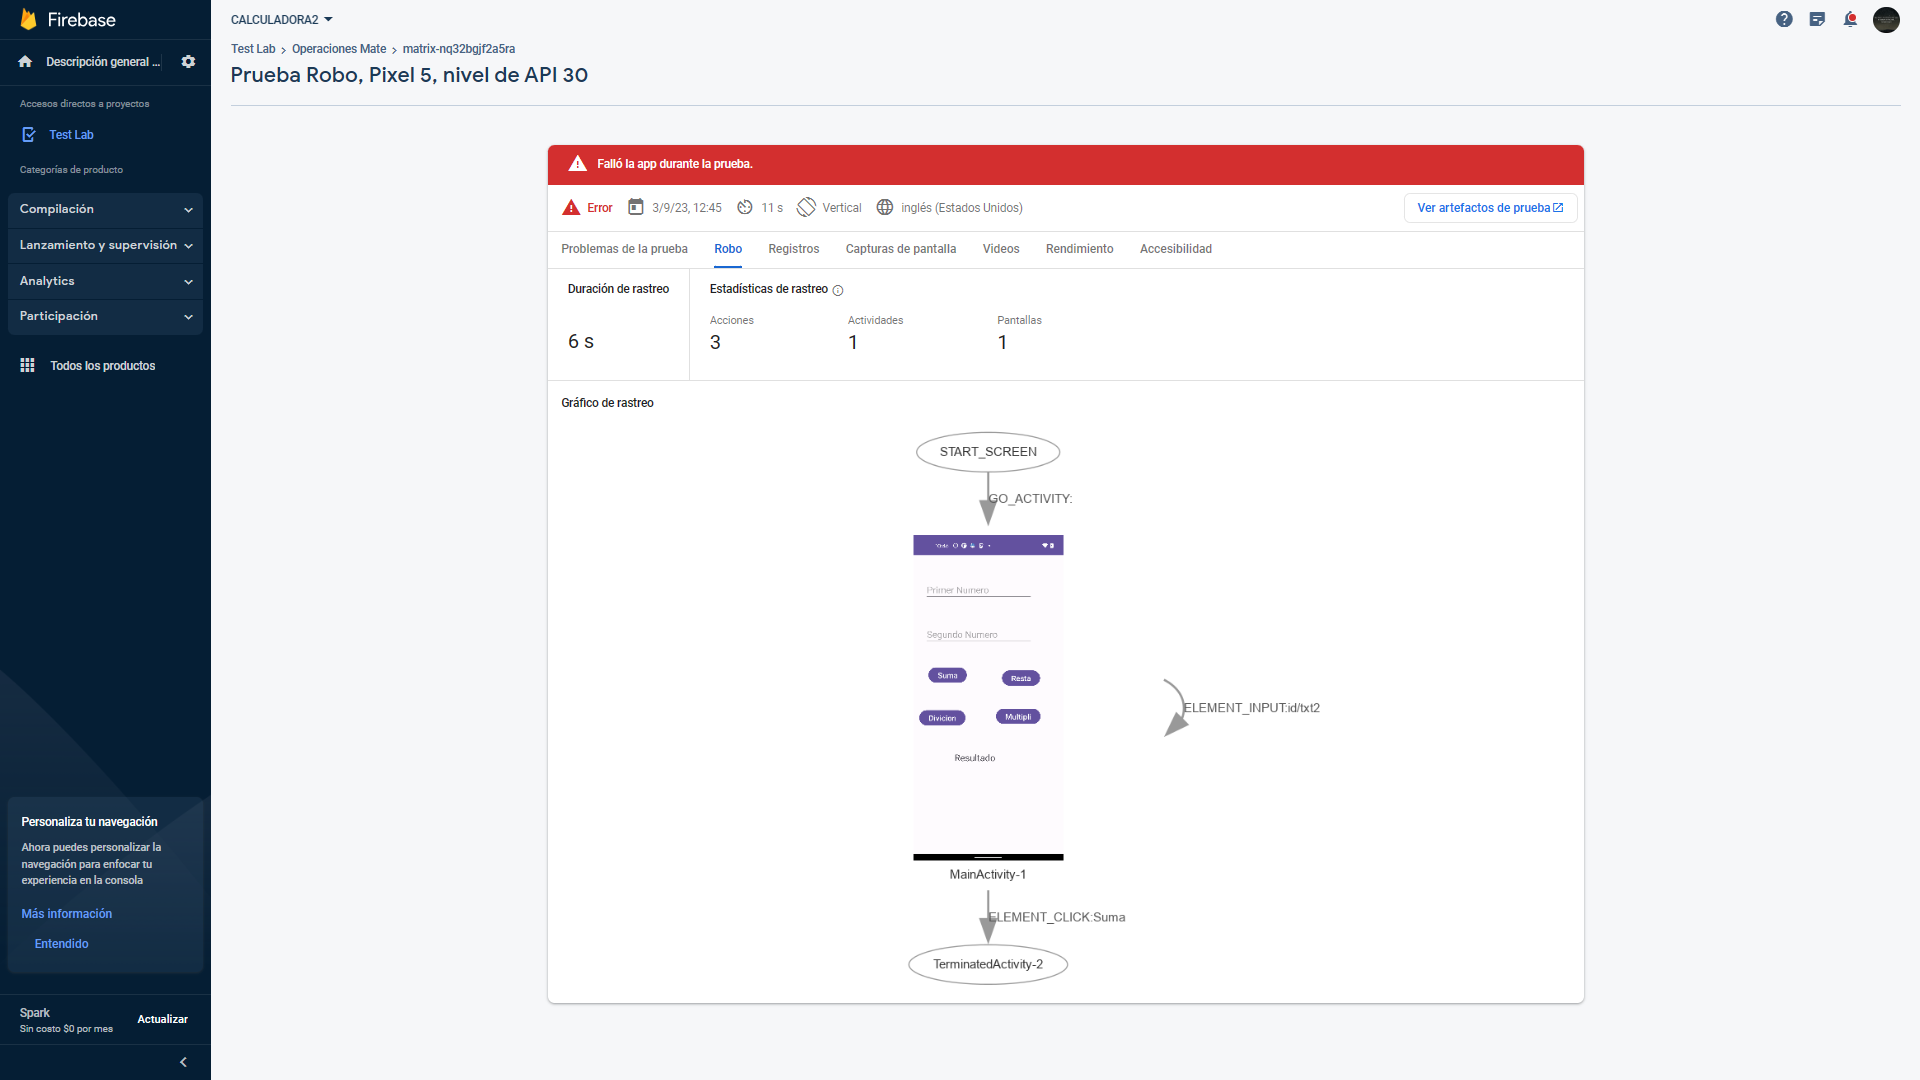 Firebase
Descripción general ...
Accesos directos a proyectos
Test Lab
Categorías de producto
Compilación
Lanzamiento y supervisión
Analytics
Participación
Todos los productos
Personaliza tu navegación
Ahora puedes personalizar la
navegación para enfocar tu
experiencia en la consola
Más información
Entendido
Spark
Sin costo $0 por mes
Actualizar
CALCULADORA2
Test Lab > Operaciones Mate > matrix-nq32bgjf2a5ra
Prueba Robo, Pixel 5, nivel de API 30
Falló la app durante la prueba.
Error 3/9/23, 12:45 11 s Vertical inglés (Estados Unidos) Ver artefactos de prueba
Problemas de la prueba Robo Registros Capturas de pantalla Videos Rendimiento Accesibilidad
Duración de rastreo
6 s
Estadísticas de rastreo
Acciones Actividades Pantallas
3 1 1
Gráfico de rastreo
START_SCREEN
GO_ACTIVITY:
Primer Numero
Segundo Numero
Suma Resta
Division Multipli
Resultado
ELEMENT_INPUT:id/txt2
MainActivity-1
ELEMENT_CLICK:Suma
TerminatedActivity-2